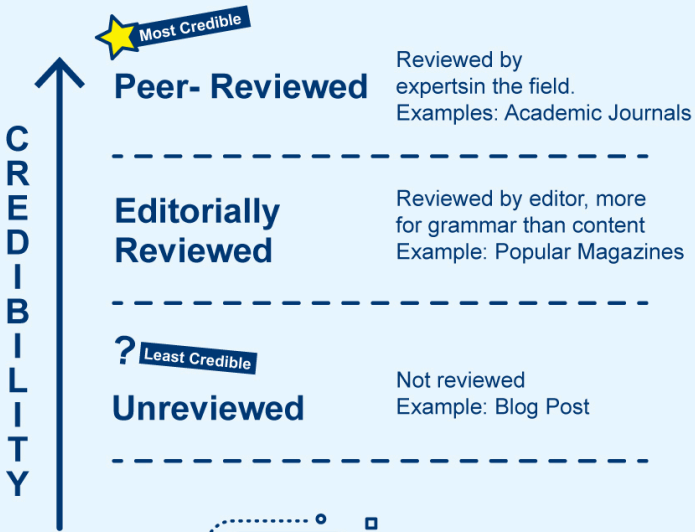 Most Credible
Peer- Reviewed
Reviewed by
expertsin the field.
Examples: Academic Journals
CREDIBILITY
Editorially
Reviewed
Reviewed by editor, more
for grammar than content
Example: Popular Magazines
?
Least Credible
Unreviewed
Not reviewed
Example: Blog Post